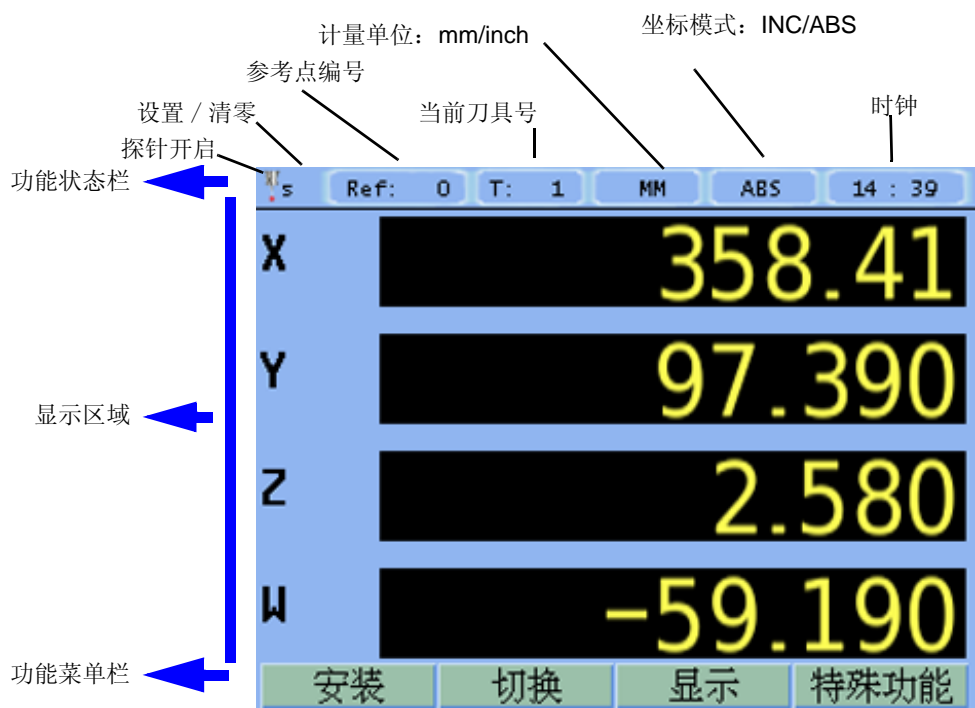 计量单位：mm/inch
坐标模式：INC/ABS
参考点编号
设置 / 清零
当前刀具号
时钟
探针开启
功能状态栏
s Ref: 0 T: 1 MM ABS 14 : 39
X 358.41
Y 97.390
显示区域
Z 2.580
W -59.190
功能菜单栏
安装 切换 显示 特殊功能